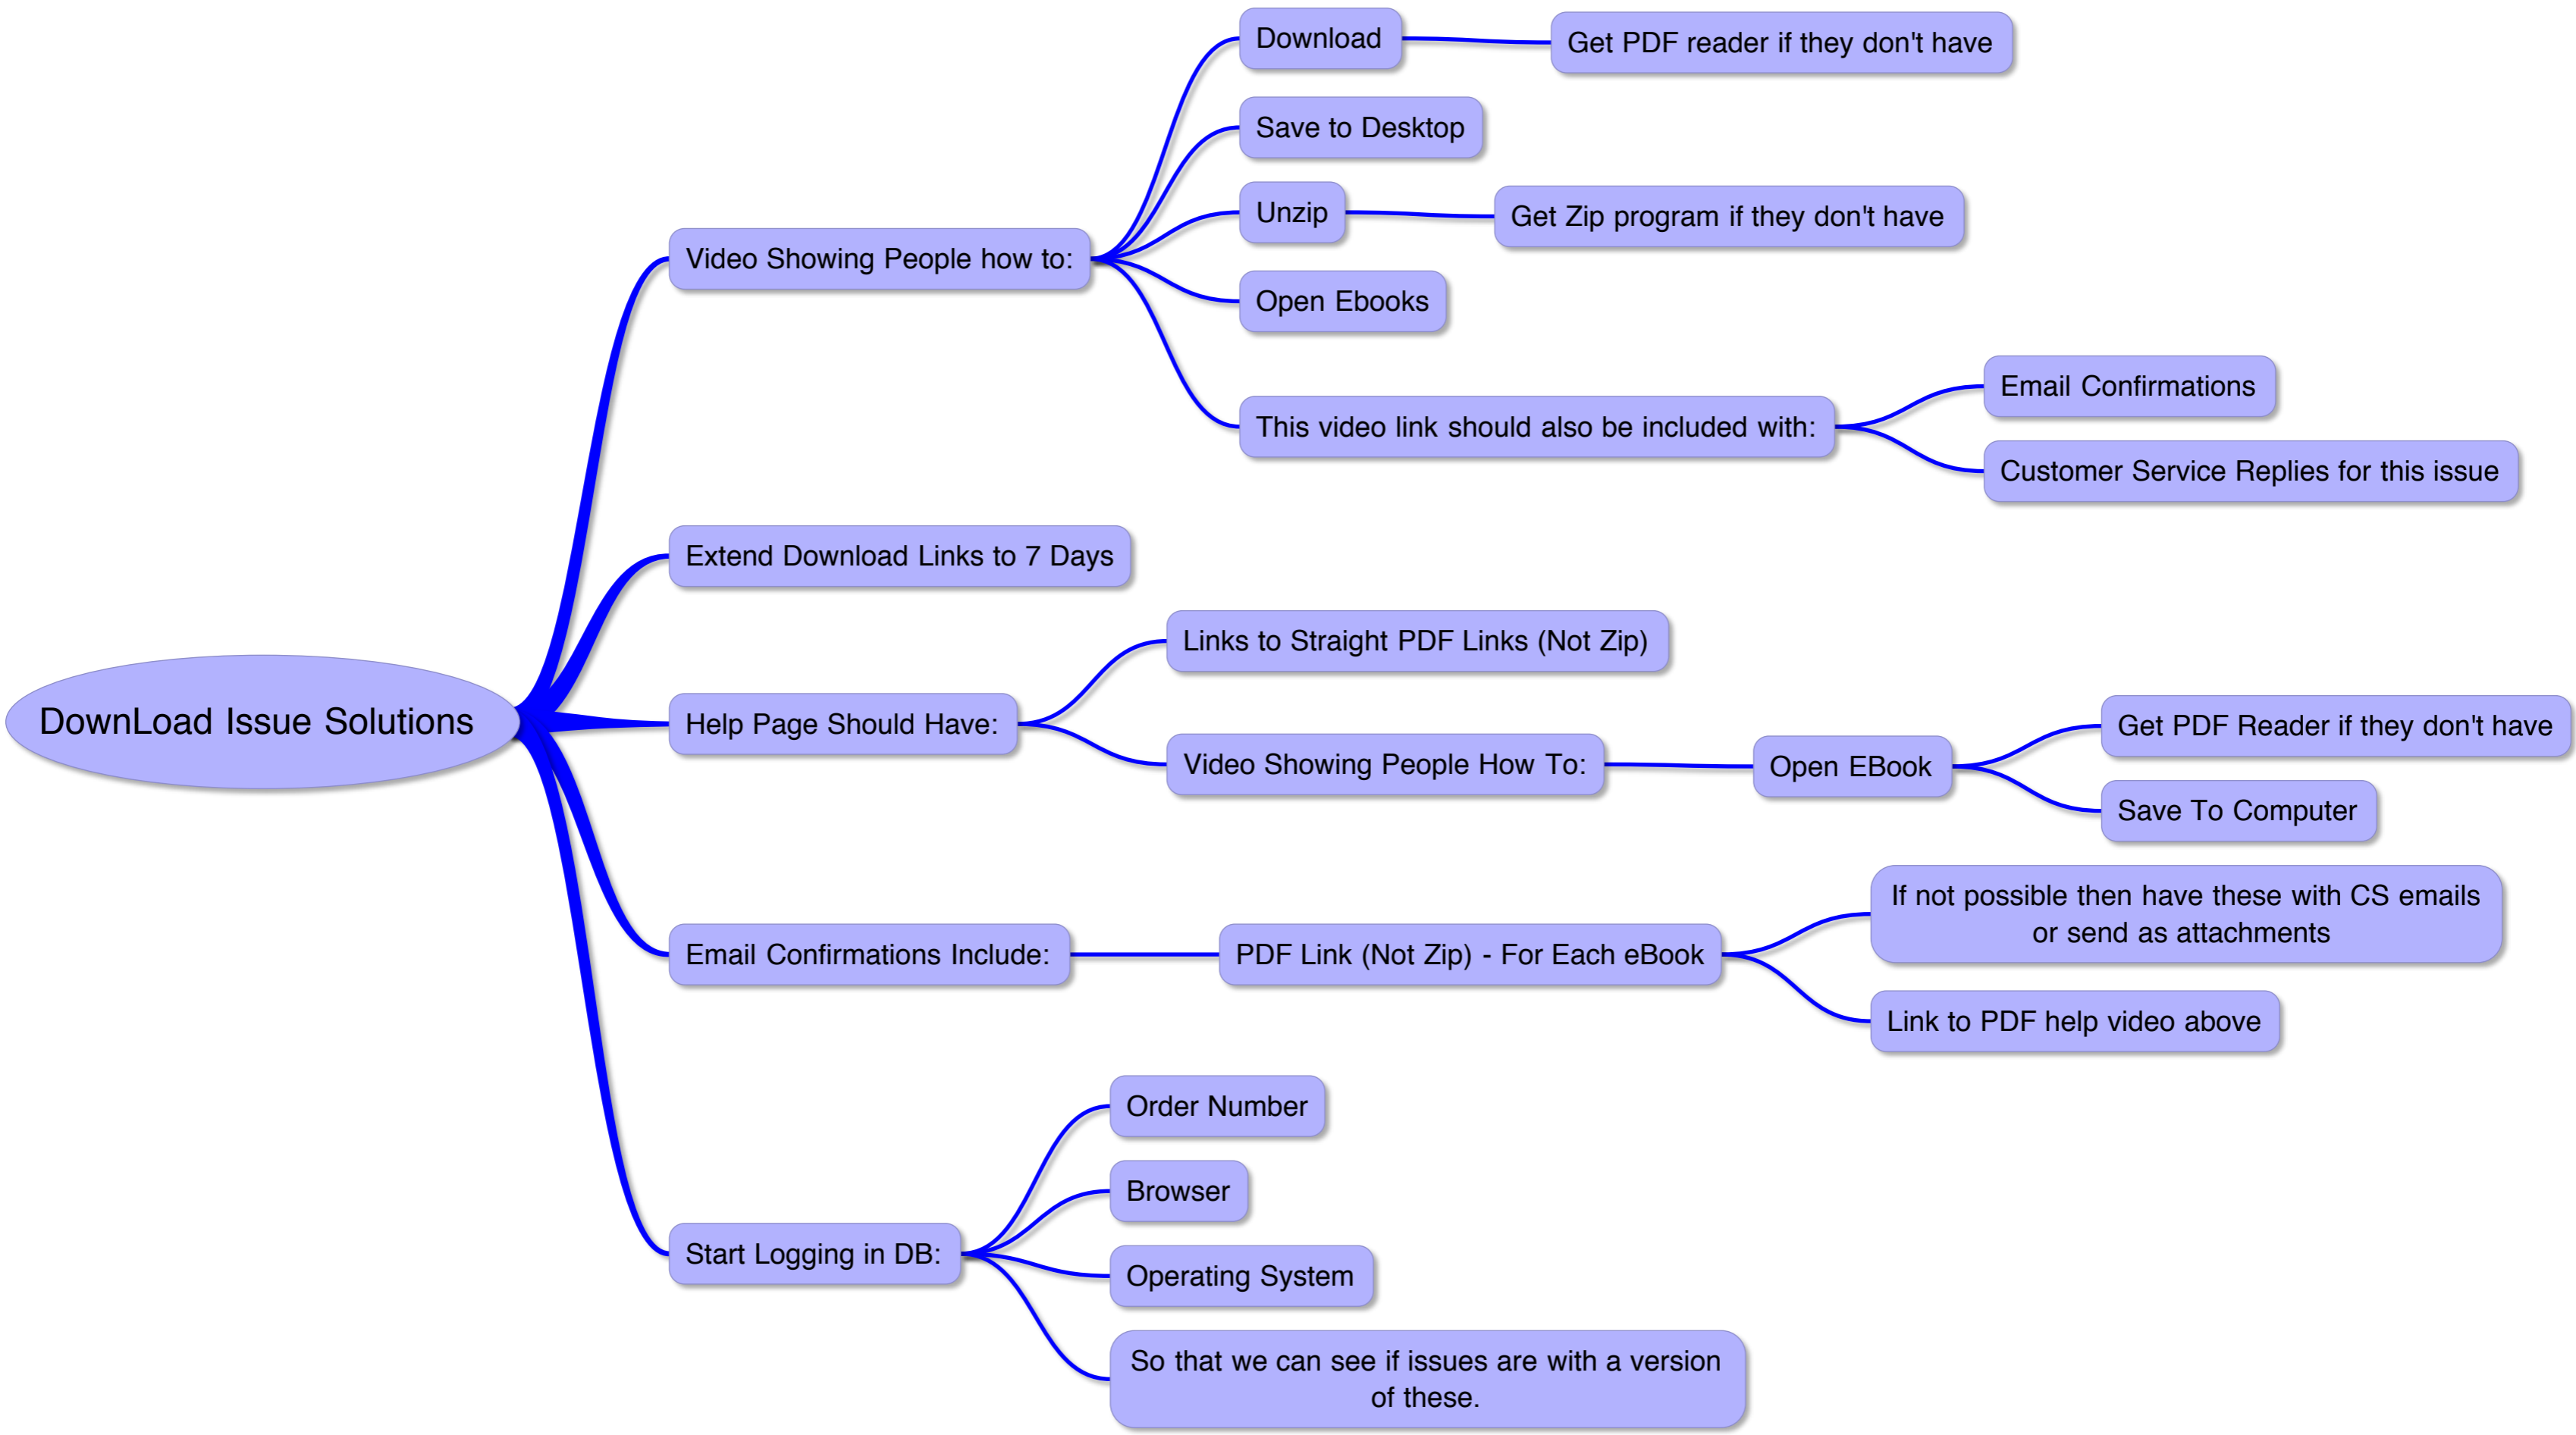 DownLoad Issue Solutions
Video Showing People how to:
Download
Get PDF reader if they don't have
Save to Desktop
Unzip
Get Zip program if they don't have
Open Ebooks
This video link should also be included with:
Email Confirmations
Customer Service Replies for this issue
Extend Download Links to 7 Days
Help Page Should Have:
Links to Straight PDF Links (Not Zip)
Video Showing People How To:
Open EBook
Get PDF Reader if they don't have
Save To Computer
Email Confirmations Include:
PDF Link (Not Zip) - For Each eBook
If not possible then have these with CS emails
or send as attachments
Link to PDF help video above
Start Logging in DB:
Order Number
Browser
Operating System
So that we can see if issues are with a version
of these.